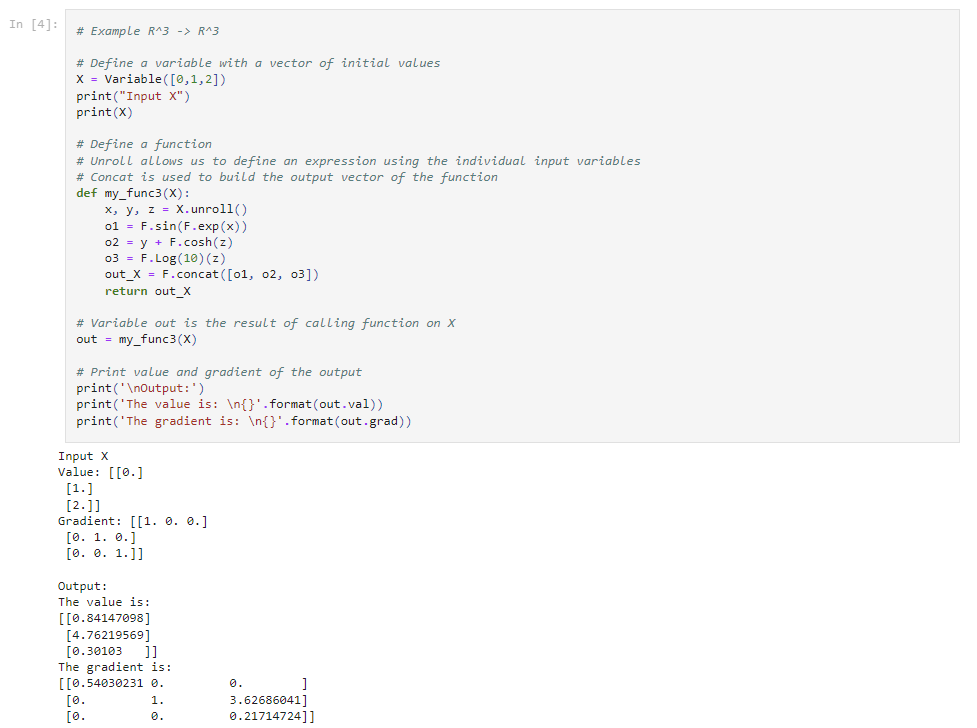 In [4]:
# Example R^3 -> R^3
# Define a variable with a vector of initial values
X = Variable([0,1,2])
print("Input X")
print(X)
# Define a function
# Unroll allows us to define an expression using the individual input variables
# Concat is used to build the output vector of the function
def my_func3(X):
    x, y, z = X.unroll()
    o1 = F.sin(F.exp(x))
    o2 = y + F.cosh(z)
    o3 = F.Log(10)(z)
    out_X = F.concat([o1, o2, o3])
    return out_X
# Variable out is the result of calling function on X
out = my_func3(X)
# Print value and gradient of the output
print('\nOutput:')
print('The value is: \n{}'.format(out.val))
print('The gradient is: \n{}'.format(out.grad))
Input X
Value: [[0.]
 [1.]
 [2.]]
Gradient: [[1. 0. 0.]
 [0. 1. 0.]
 [0. 0. 1.]]
Output:
The value is:
[[0.84147098]
 [4.76219569]
 [0.30103   ]]
The gradient is:
[[0.54030231 0.         0.        ]
 [0.         1.         3.62686041]
 [0.         0.         0.21714724]]